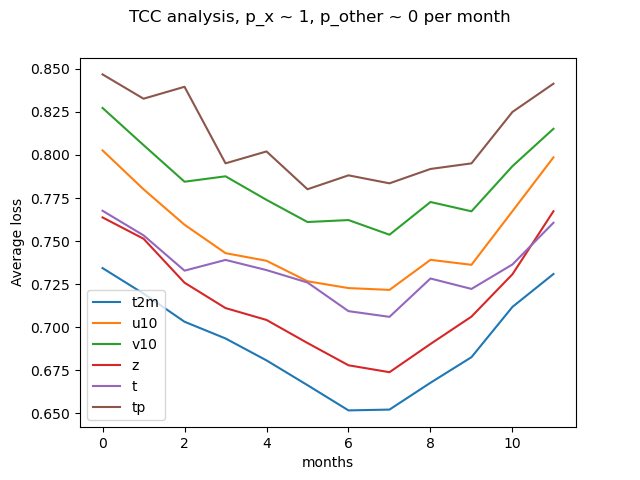 TCC analysis, p_x ~ 1, p_other ~ 0 per month
0.850
0.825
0.800
0.775
0.750
0.725
0.700
0.675
0.650
Average loss
t2m
u10
v10
z
t
tp
0 2 4 6 8 10
months